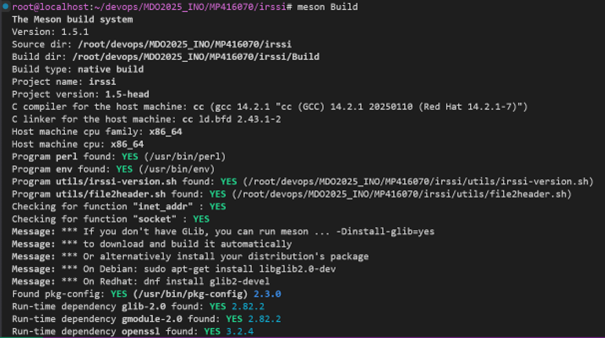 root@localhost:~/devops/MDO2025_INO/MP416070/irssi# meson Build
The Meson build system
Version: 1.5.1
Source dir: /root/devops/MDO2025_INO/MP416070/irssi
Build dir: /root/devops/MDO2025_INO/MP416070/irssi/Build
Build type: native build
Project name: irssi
Project version: 1.5-head
C compiler for the host machine: cc (gcc 14.2.1 "cc (GCC) 14.2.1 20250110 (Red Hat 14.2.1-7)")
C linker for the host machine: cc ld.bfd 2.43.1-2
Host machine cpu family: x86_64
Host machine cpu: x86_64
Program perl found: YES (/usr/bin/perl)
Program env found: YES (/usr/bin/env)
Program utils/irssi-version.sh found: YES (/root/devops/MDO2025_INO/MP416070/irssi/utils/irssi-version.sh)
Program utils/file2header.sh found: YES (/root/devops/MDO2025_INO/MP416070/irssi/utils/file2header.sh)
Checking for function "inet_addr" : YES
Checking for function "socket" : YES
Message: *** If you don't have GLib, you can run meson ... -Dinstall-glib=yes
Message: *** to download and build it automatically
Message: *** Or alternatively install your distribution's package
Message: *** On Debian: sudo apt-get install libglib2.0-dev
Message: *** On Redhat: dnf install glib2-devel
Found pkg-config: YES (/usr/bin/pkg-config) 2.3.0
Run-time dependency glib-2.0 found: YES 2.82.2
Run-time dependency gmodule-2.0 found: YES 2.82.2
Run-time dependency openssl found: YES 3.2.4